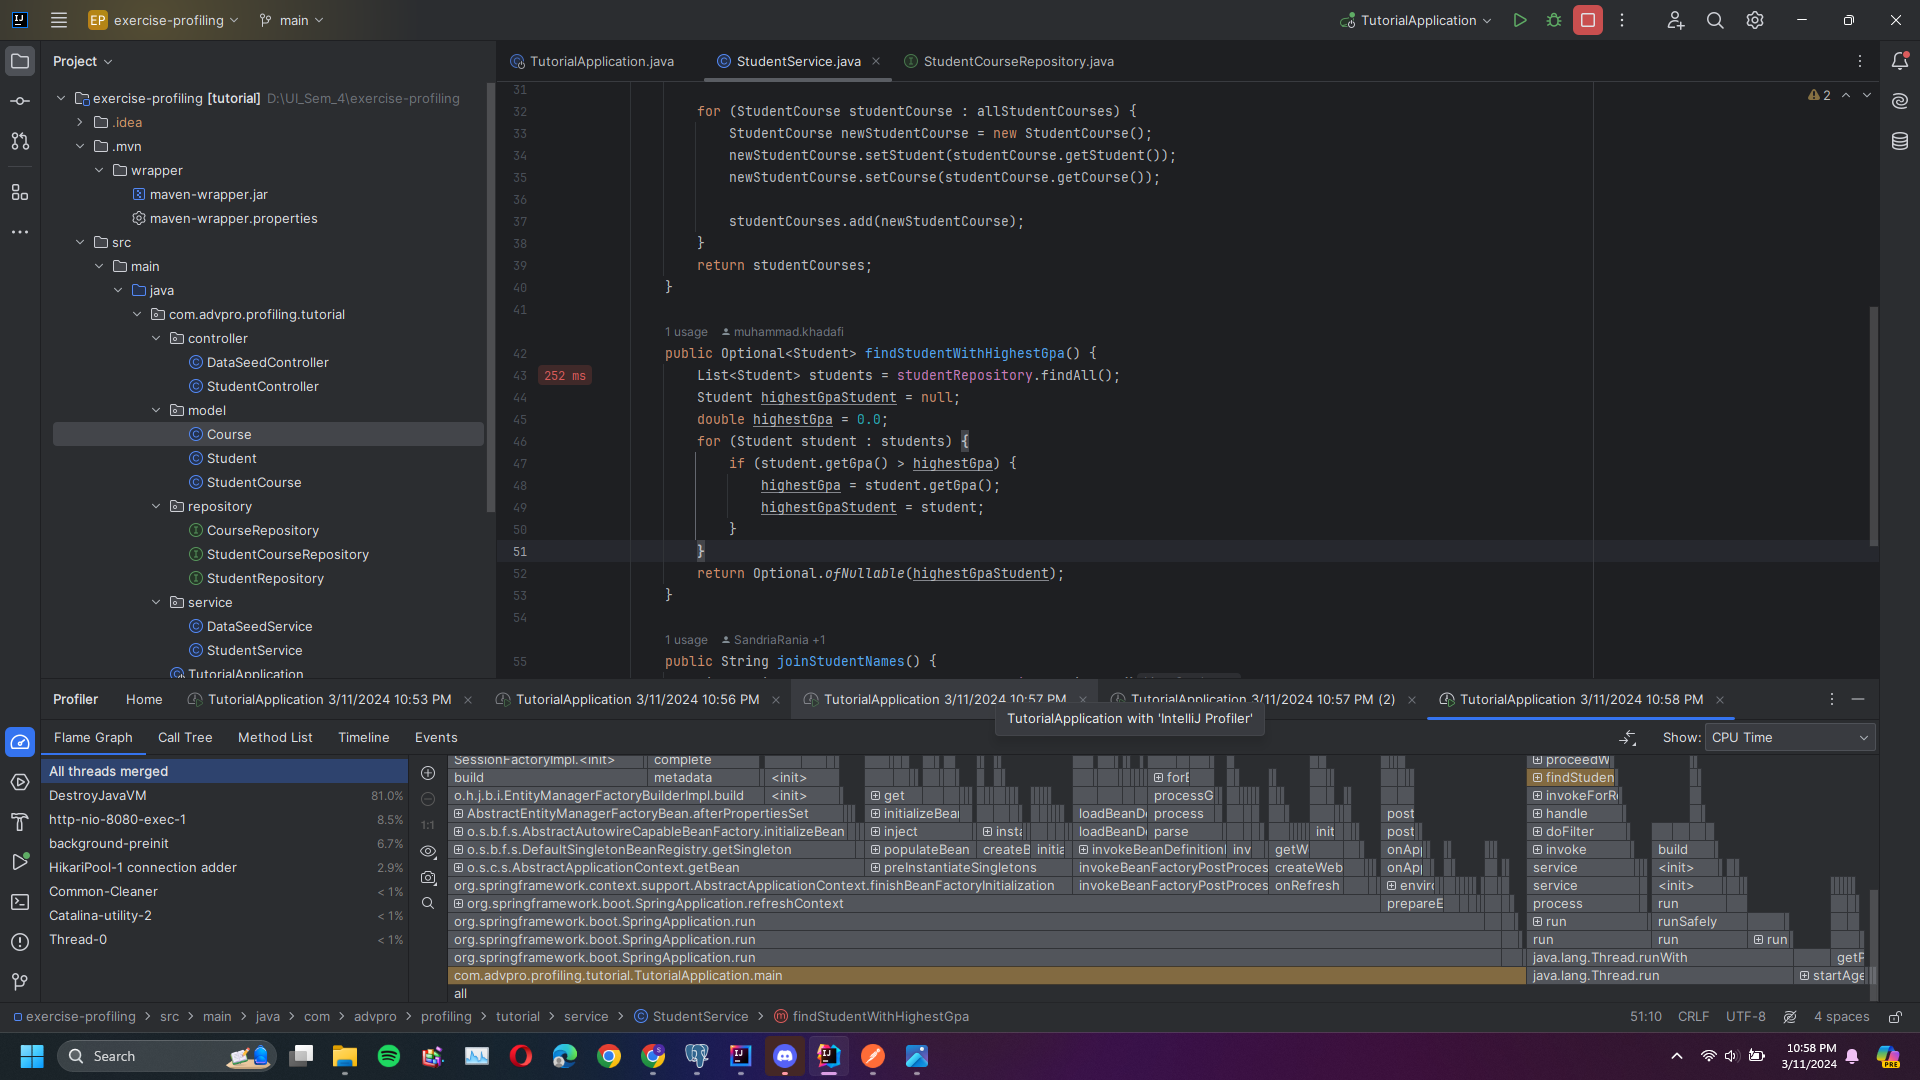 EP exercise-profiling main TutorialApplication
Project
exercise-profiling [tutorial] D:\UI_Sem_4\exercise-profiling
.idea
.mvn
wrapper
maven-wrapper.jar
maven-wrapper.properties
src
main
java
com.advpro.profiling.tutorial
controller
DataSeedController
StudentController
model
Course
Student
StudentCourse
repository
CourseRepository
StudentCourseRepository
StudentRepository
service
DataSeedService
StudentService
TutorialApplication
TutorialApplication.java StudentService.java StudentCourseRepository.java
2
31
32 for (StudentCourse studentCourse : allStudentCourses) {
33 StudentCourse newStudentCourse = new StudentCourse();
34 newStudentCourse.setStudent(studentCourse.getStudent());
35 newStudentCourse.setCourse(studentCourse.getCourse());
36
37 studentCourses.add(newStudentCourse);
38 }
39 return studentCourses;
40 }
41
1 usage muhammad.khadafi
42 public Optional<Student> findStudentWithHighestGpa() {
43 252 ms List<Student> students = studentRepository.findAll();
44 Student highestGpaStudent = null;
45 double highestGpa = 0.0;
46 for (Student student : students) {
47 if (student.getGpa() > highestGpa) {
48 highestGpa = student.getGpa();
49 highestGpaStudent = student;
50 }
51 }
52 return Optional.ofNullable(highestGpaStudent);
53 }
54
1 usage SandriaRania +1
55 public String joinStudentNames() {
Profiler Home TutorialApplication 3/11/2024 10:53 PM TutorialApplication 3/11/2024 10:56 PM TutorialApplication 3/11/2024 10:57 PM TutorialApplication 3/11/2024 10:57 PM (2) TutorialApplication 3/11/2024 10:58 PM
TutorialApplication with 'IntelliJ Profiler'
Flame Graph Call Tree Method List Timeline Events Show: CPU Time
All threads merged
DestroyJavaVM 81.0%
http-nio-8080-exec-1 8.5%
background-preinit 6.7%
HikariPool-1 connection adder 2.9%
Common-Cleaner < 1%
Catalina-utility-2 < 1%
Thread-0 < 1%
1:1
SessionFactoryImpl.<init> complete proceedW
build metadata <init> forE findStuden
o.h.j.b.i.EntityManagerFactoryBuilderImpl.build <init> get processG invokeForRe
AbstractEntityManagerFactoryBean.afterPropertiesSet initializeBean loadBeanDe process post handle
o.s.b.f.s.AbstractAutowireCapableBeanFactory.initializeBean inject insta loadBeanDe parse init post doFilter
o.s.b.f.s.DefaultSingletonBeanRegistry.getSingleton populateBean createB initia invokeBeanDefinition inv getW onApp invoke build
o.s.c.s.AbstractApplicationContext.getBean preInstantiateSingletons invokeBeanFactoryPostProces createWeb onApp service <init>
org.springframework.context.support.AbstractApplicationContext.finishBeanFactoryInitialization invokeBeanFactoryPostProces onRefresh enviro service <init>
org.springframework.boot.SpringApplication.refreshContext prepareE process run
org.springframework.boot.SpringApplication.run run runSafely
org.springframework.boot.SpringApplication.run run run run
org.springframework.boot.SpringApplication.run java.lang.Thread.runWith getF
com.advpro.profiling.tutorial.TutorialApplication.main java.lang.Thread.run startAge
all
exercise-profiling > src > main > java > com > advpro > profiling > tutorial > service > StudentService > findStudentWithHighestGpa 51:10 CRLF UTF-8 4 spaces
Search
10:58 PM
3/11/2024